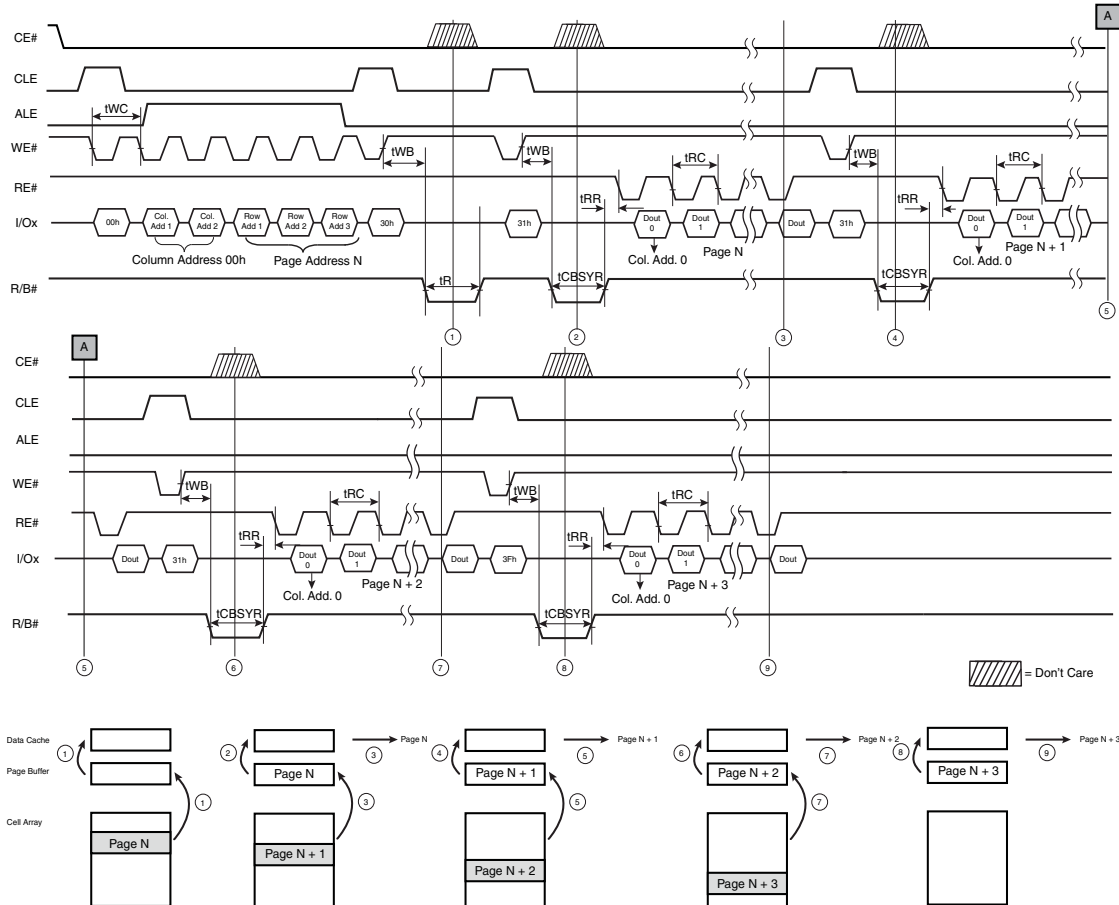 A
CE#
CLE
ALE
tWC
WE#
tWB
tWB
tWB
tRC
tRC
RE#
tRR
tRR
I/Ox
00h
Col. Add 1
Col. Add 2
Row Add 1
Row Add 2
Row Add 3
30h
31h
Dout 0
Dout 1
Dout
31h
Dout 0
Dout 1
Column Address 00h
Page Address N
Page N
Page N + 1
Col. Add. 0
Col. Add. 0
R/B#
tR
tCBSYR
tCBSYR
1
2
3
4
5
A
CE#
CLE
ALE
WE#
tWB
tWB
tRC
tRC
RE#
tRR
tRR
I/Ox
Dout
31h
Dout 0
Dout 1
Dout
3Fh
Dout 0
Dout 1
Dout
Page N + 2
Page N + 3
Col. Add. 0
Col. Add. 0
R/B#
tCBSYR
tCBSYR
5
6
7
8
9
= Don't Care
Data Cache
1
2
3
Page N
4
5
Page N + 1
6
7
Page N + 2
8
9
Page N + 3
Page Buffer
Page N
Page N + 1
Page N + 2
Page N + 3
1
3
5
7
Cell Array
Page N
Page N + 1
Page N + 2
Page N + 3